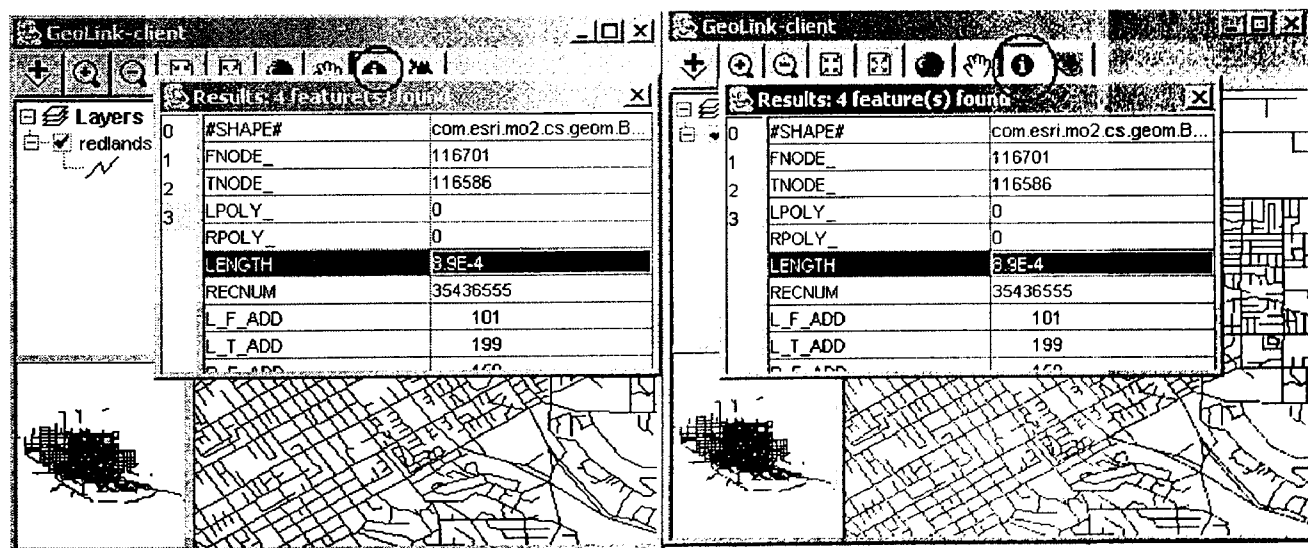 GeoLink-client
Layers
redlands
Results: 4 feature(s) found
0 #SHAPE# com.esri.mo2.cs.geom.B...
1 FNODE_ 116701
2 TNODE_ 116586
3 LPOLY_ 0
RPOLY_ 0
LENGTH 8.9E-4
RECNUM 35436555
L_F_ADD 101
L_T_ADD 199
GeoLink-client
Results: 4 feature(s) found
0 #SHAPE# com.esri.mo2.cs.geom.B...
1 FNODE_ 116701
2 TNODE_ 116586
3 LPOLY_ 0
RPOLY_ 0
LENGTH 8.9E-4
RECNUM 35436555
L_F_ADD 101
L_T_ADD 199